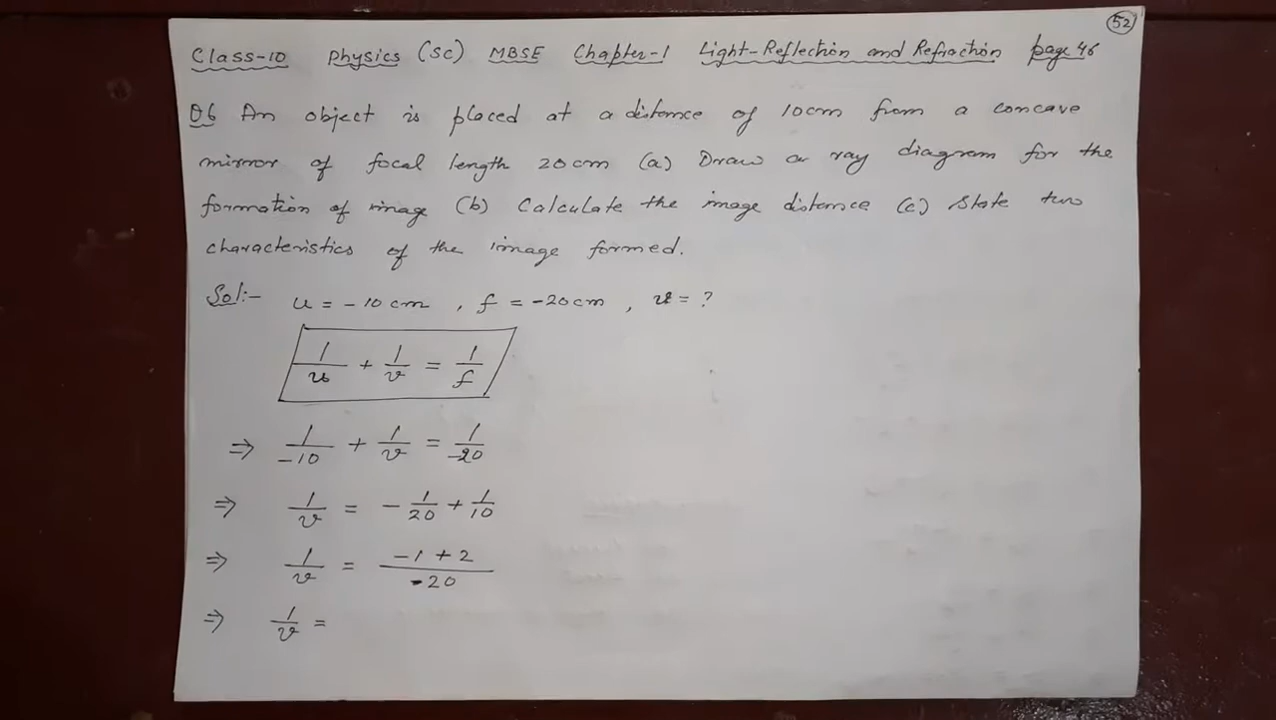 52
Class-10 Physics (SC) MBSE Chapter-1 Light-Reflection and Refraction page 46
Q6 An object is placed at a distance of 10cm from a concave
mirror of focal length 20cm (a) Draw a ray diagram for the
formation of image (b) Calculate the image distance (c) State two
characteristics of the image formed.
Sol:- u = -10cm , f = -20cm , v = ?
1/u + 1/v = 1/f
⇒ 1/-10 + 1/v = 1/-20
⇒ 1/v = - 1/20 + 1/10
⇒ 1/v = -1+2/-20
⇒ 1/v =